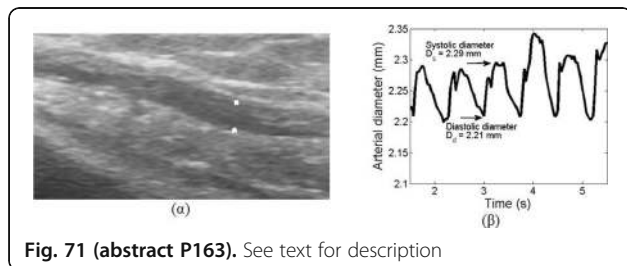 (α)
2.35
2.3
2.25
2.2
2.15
2.1
Arterial diameter (mm)
Systolic diameter
D_s = 2.29 mm
Diastolic diameter
D_d = 2.21 mm
2 3 4 5
Time (s)
(β)
Fig. 71 (abstract P163). See text for description